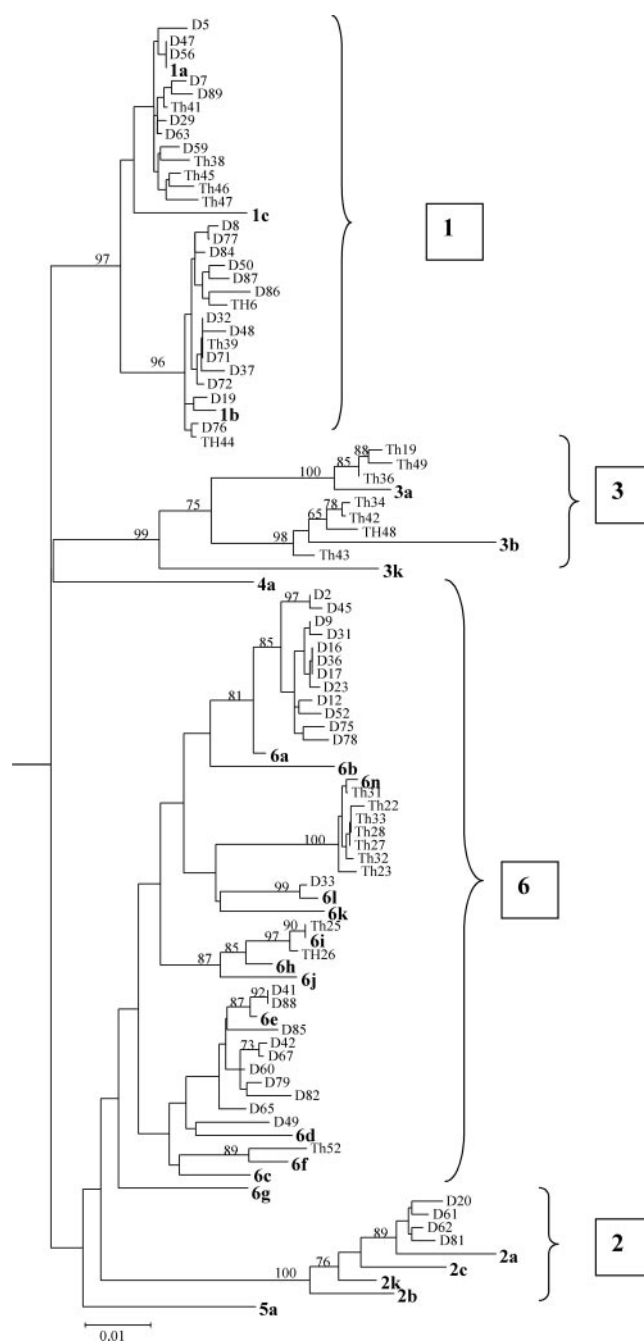 D5
D47
D56
1a
D7
D89
Th41
D29
D63
D59
Th38
Th45
Th46
Th47
1c
97
1
D8
D77
D84
D50
D87
D86
TH6
D32
D48
Th39
D71
D37
D72
96
D19
1b
D76
TH44
88
Th19
85
Th49
100
Th36
3a
3
75
78
Th34
65
Th42
TH48
98
3b
99
Th43
3k
4a
97
D2
D45
D9
85
D31
D16
D36
D17
D23
81
D12
D52
D75
D78
6a
6b
6n
Th31
Th22
Th33
Th28
100
Th27
Th32
Th23
6
99
D33
6l
6k
90
Th25
97
6i
85
TH26
87
6h
6j
92
D41
87
D88
6e
D85
73
D42
D67
D60
D79
D82
D65
D49
6d
89
Th52
6f
6c
6g
D20
89
D61
D62
D81
2
76
2a
2c
100
2k
2b
5a
0.01